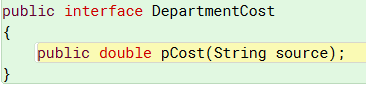 public interface DepartmentCost
{
public double pCost(String source);
}